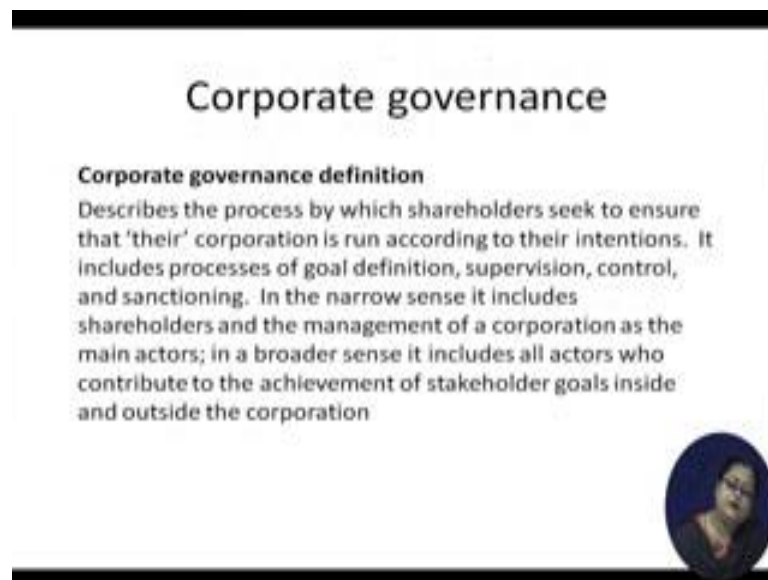 Corporate governance
Corporate governance definition
Describes the process by which shareholders seek to ensure
that ‘their’ corporation is run according to their intentions.  It
includes processes of goal definition, supervision, control,
and sanctioning.  In the narrow sense it includes
shareholders and the management of a corporation as the
main actors; in a broader sense it includes all actors who
contribute to the achievement of stakeholder goals inside
and outside the corporation